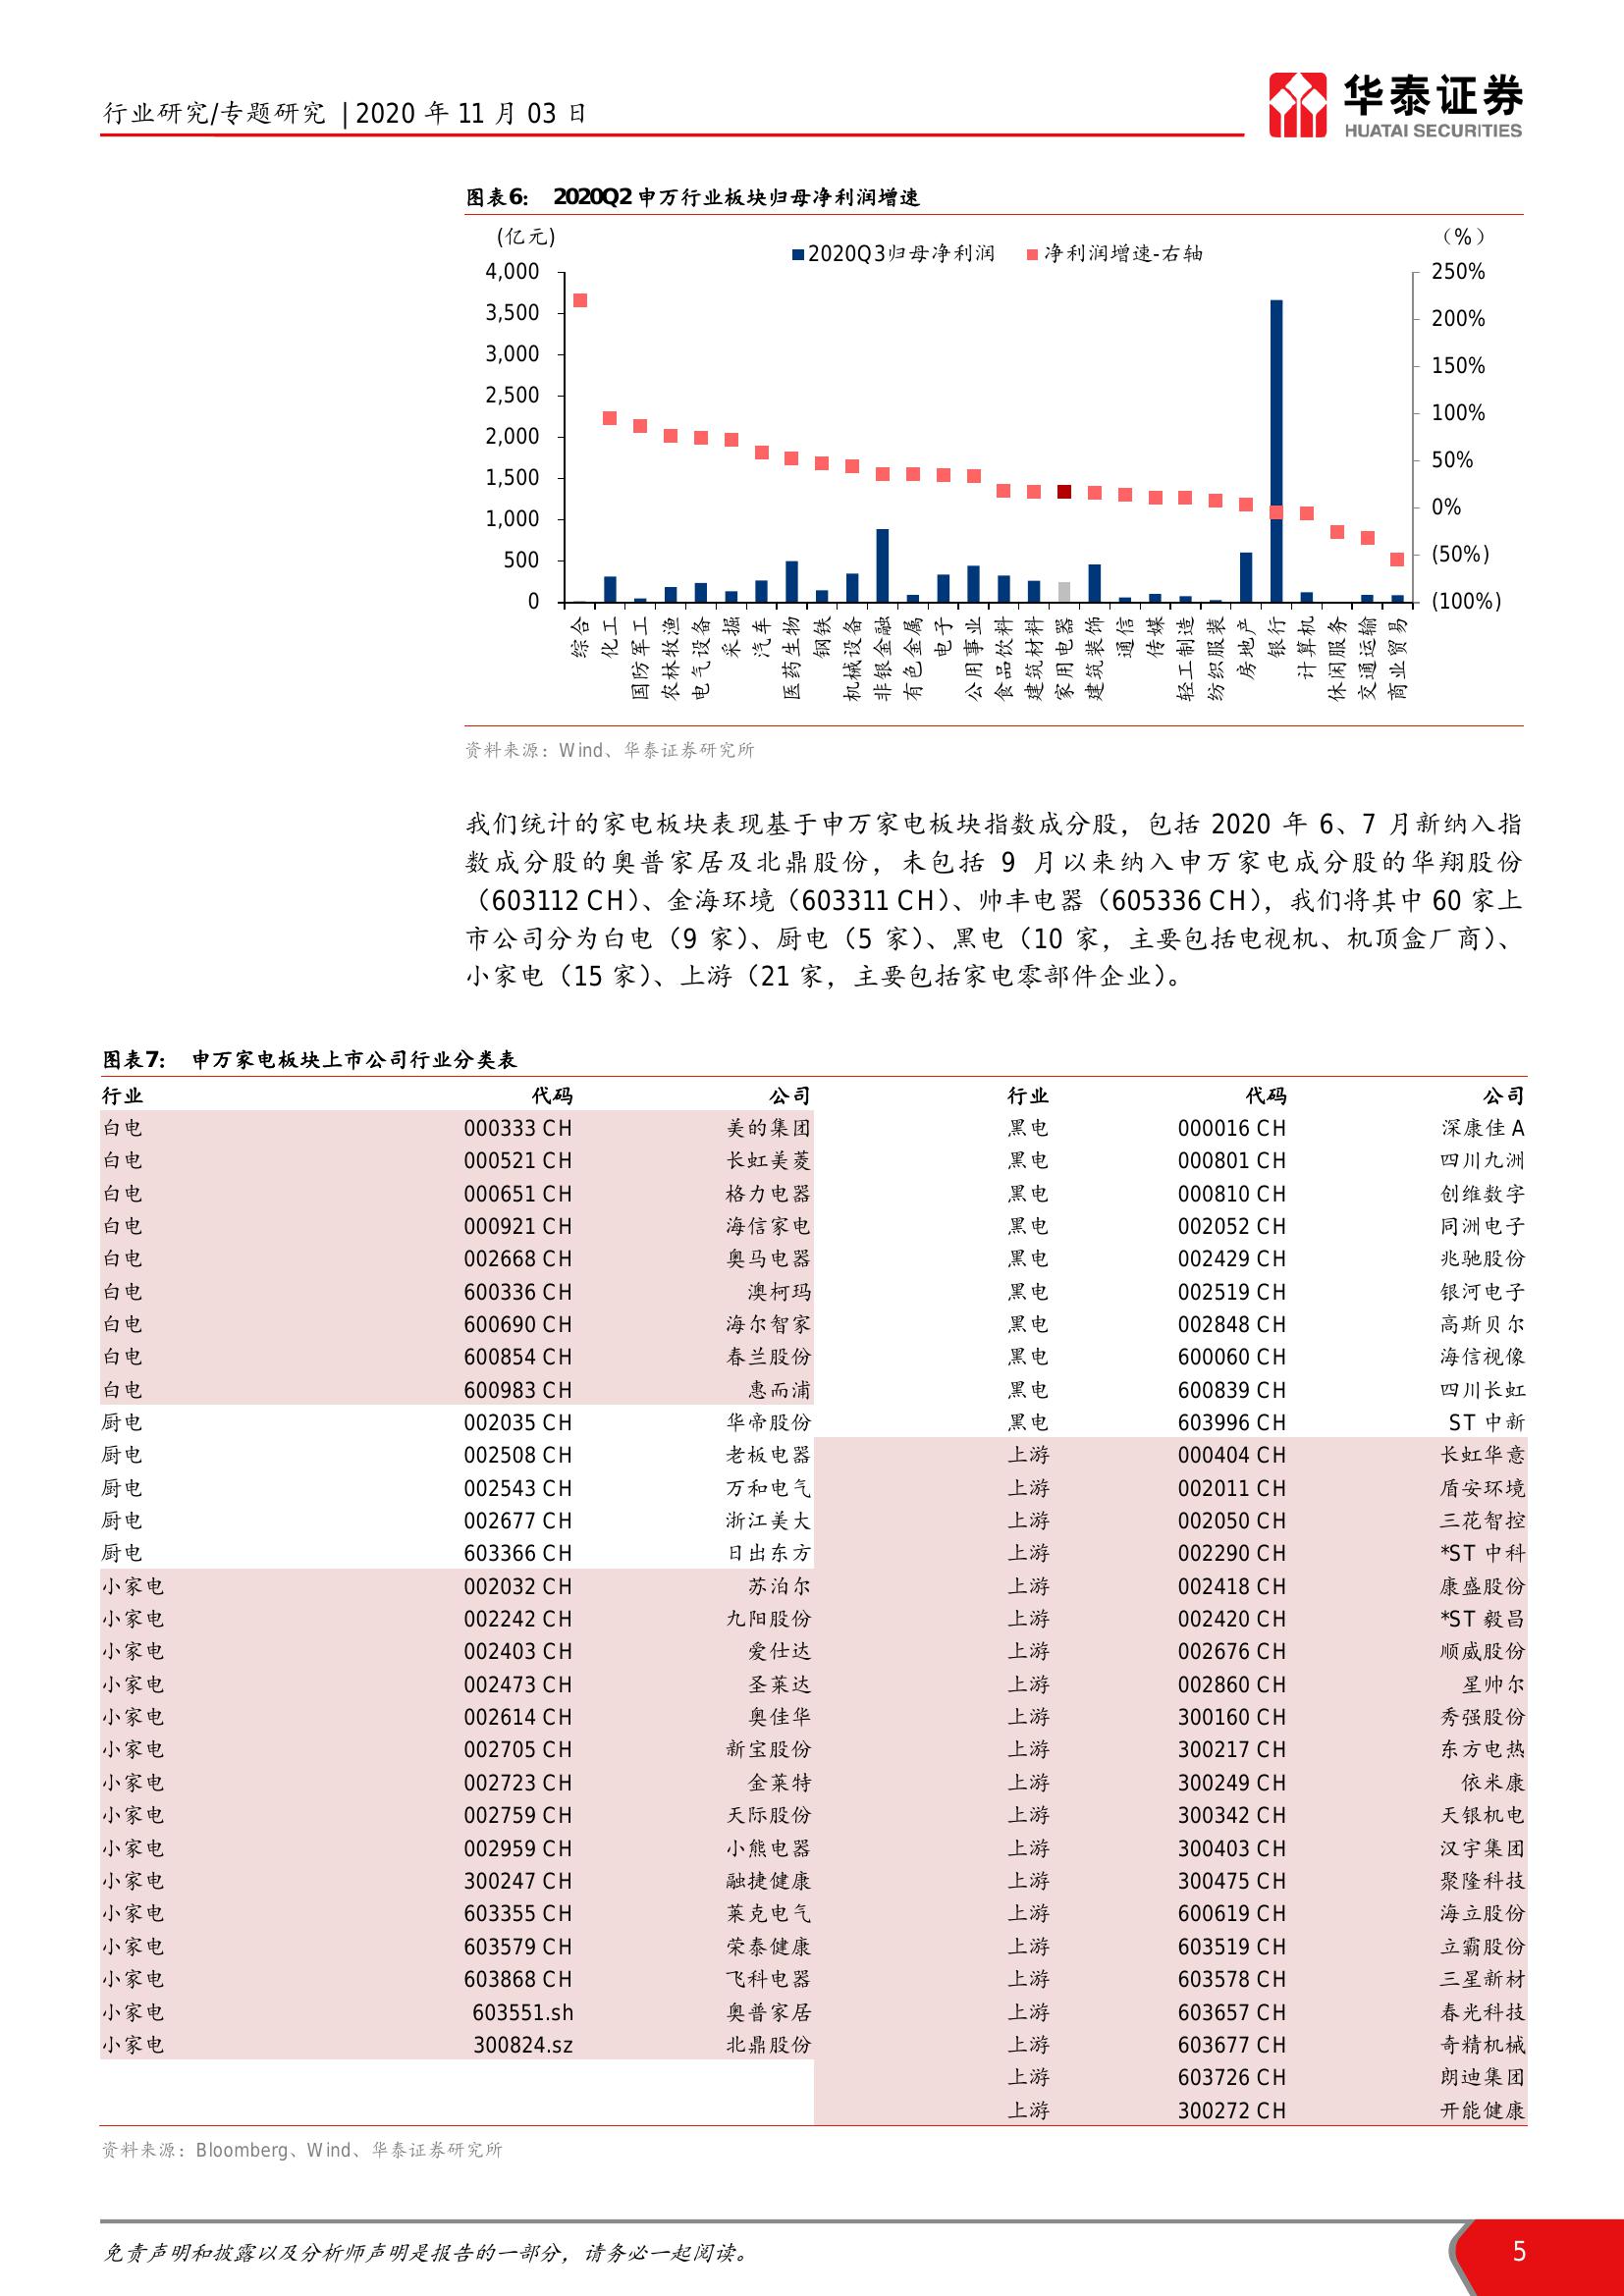 行业研究/专题研究 | 2020 年 11 月 03 日
华泰证券
HUATAI SECURITIES
图表6： 2020Q2 申万行业板块归母净利润增速
(亿元)
（%）
2020Q3归母净利润 净利润增速-右轴
4,000 250%
3,500 200%
3,000 150%
2,500 100%
2,000 50%
1,500 0%
1,000 (50%)
500 (100%)
0
综合
化工
国防军工
农林牧渔
电气设备
采掘
汽车
医药生物
钢铁
机械设备
非银金融
有色金属
电子
公用事业
食品饮料
建筑材料
家用电器
建筑装饰
通信
传媒
轻工制造
纺织服装
房地产
银行
计算机
休闲服务
交通运输
商业贸易
资料来源：Wind、华泰证券研究所
我们统计的家电板块表现基于申万家电板块指数成分股，包括 2020 年 6、7 月新纳入指
数成分股的奥普家居及北鼎股份，未包括 9 月以来纳入申万家电成分股的华翔股份
（603112 CH）、金海环境（603311 CH）、帅丰电器（605336 CH），我们将其中 60 家上
市公司分为白电（9 家）、厨电（5 家）、黑电（10 家，主要包括电视机、机顶盒厂商）、
小家电（15 家）、上游（21 家，主要包括家电零部件企业）。
图表7： 申万家电板块上市公司行业分类表
行业 代码 公司 行业 代码 公司
白电 000333 CH 美的集团 黑电 000016 CH 深康佳 A
白电 000521 CH 长虹美菱 黑电 000801 CH 四川九洲
白电 000651 CH 格力电器 黑电 000810 CH 创维数字
白电 000921 CH 海信家电 黑电 002052 CH 同洲电子
白电 002668 CH 奥马电器 黑电 002429 CH 兆驰股份
白电 600336 CH 澳柯玛 黑电 002519 CH 银河电子
白电 600690 CH 海尔智家 黑电 002848 CH 高斯贝尔
白电 600854 CH 春兰股份 黑电 600060 CH 海信视像
白电 600983 CH 惠而浦 黑电 600839 CH 四川长虹
厨电 002035 CH 华帝股份 黑电 603996 CH ST 中新
厨电 002508 CH 老板电器 上游 000404 CH 长虹华意
厨电 002543 CH 万和电气 上游 002011 CH 盾安环境
厨电 002677 CH 浙江美大 上游 002050 CH 三花智控
厨电 603366 CH 日出东方 上游 002290 CH *ST 中科
小家电 002032 CH 苏泊尔 上游 002418 CH 康盛股份
小家电 002242 CH 九阳股份 上游 002420 CH *ST 毅昌
小家电 002403 CH 爱仕达 上游 002676 CH 顺威股份
小家电 002473 CH 圣莱达 上游 002860 CH 星帅尔
小家电 002614 CH 奥佳华 上游 300160 CH 秀强股份
小家电 002705 CH 新宝股份 上游 300217 CH 东方电热
小家电 002723 CH 金莱特 上游 300249 CH 依米康
小家电 002759 CH 天际股份 上游 300342 CH 天银机电
小家电 002959 CH 小熊电器 上游 300403 CH 汉宇集团
小家电 300247 CH 融捷健康 上游 300475 CH 聚隆科技
小家电 603355 CH 莱克电气 上游 600619 CH 海立股份
小家电 603579 CH 荣泰健康 上游 603519 CH 立霸股份
小家电 603868 CH 飞科电器 上游 603578 CH 三星新材
小家电 603551.sh 奥普家居 上游 603657 CH 春光科技
小家电 300824.sz 北鼎股份 上游 603677 CH 奇精机械
上游 603726 CH 朗迪集团
上游 300272 CH 开能健康
资料来源：Bloomberg、Wind、华泰证券研究所
免责声明和披露以及分析师声明是报告的一部分，请务必一起阅读。
5